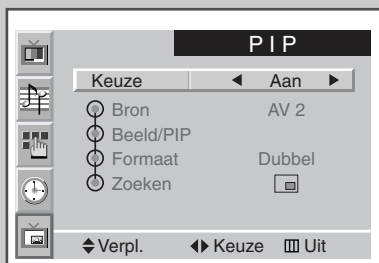 PIP
Keuze ◀ Aan ▶
Bron AV 2
Beeld/PIP
Formaat Dubbel
Zoeken
Verpl. Keuze Uit